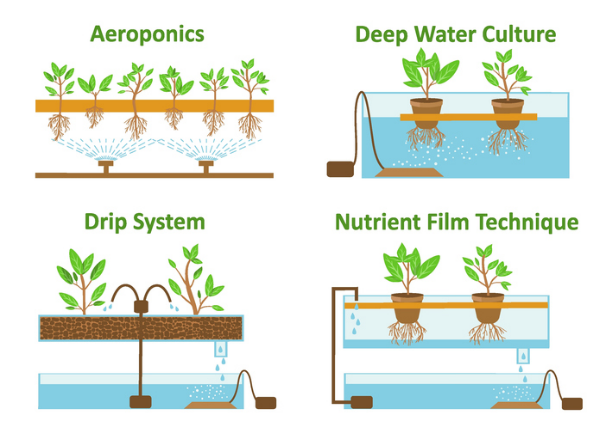 Aeroponics
Deep Water Culture
Drip System
Nutrient Film Technique